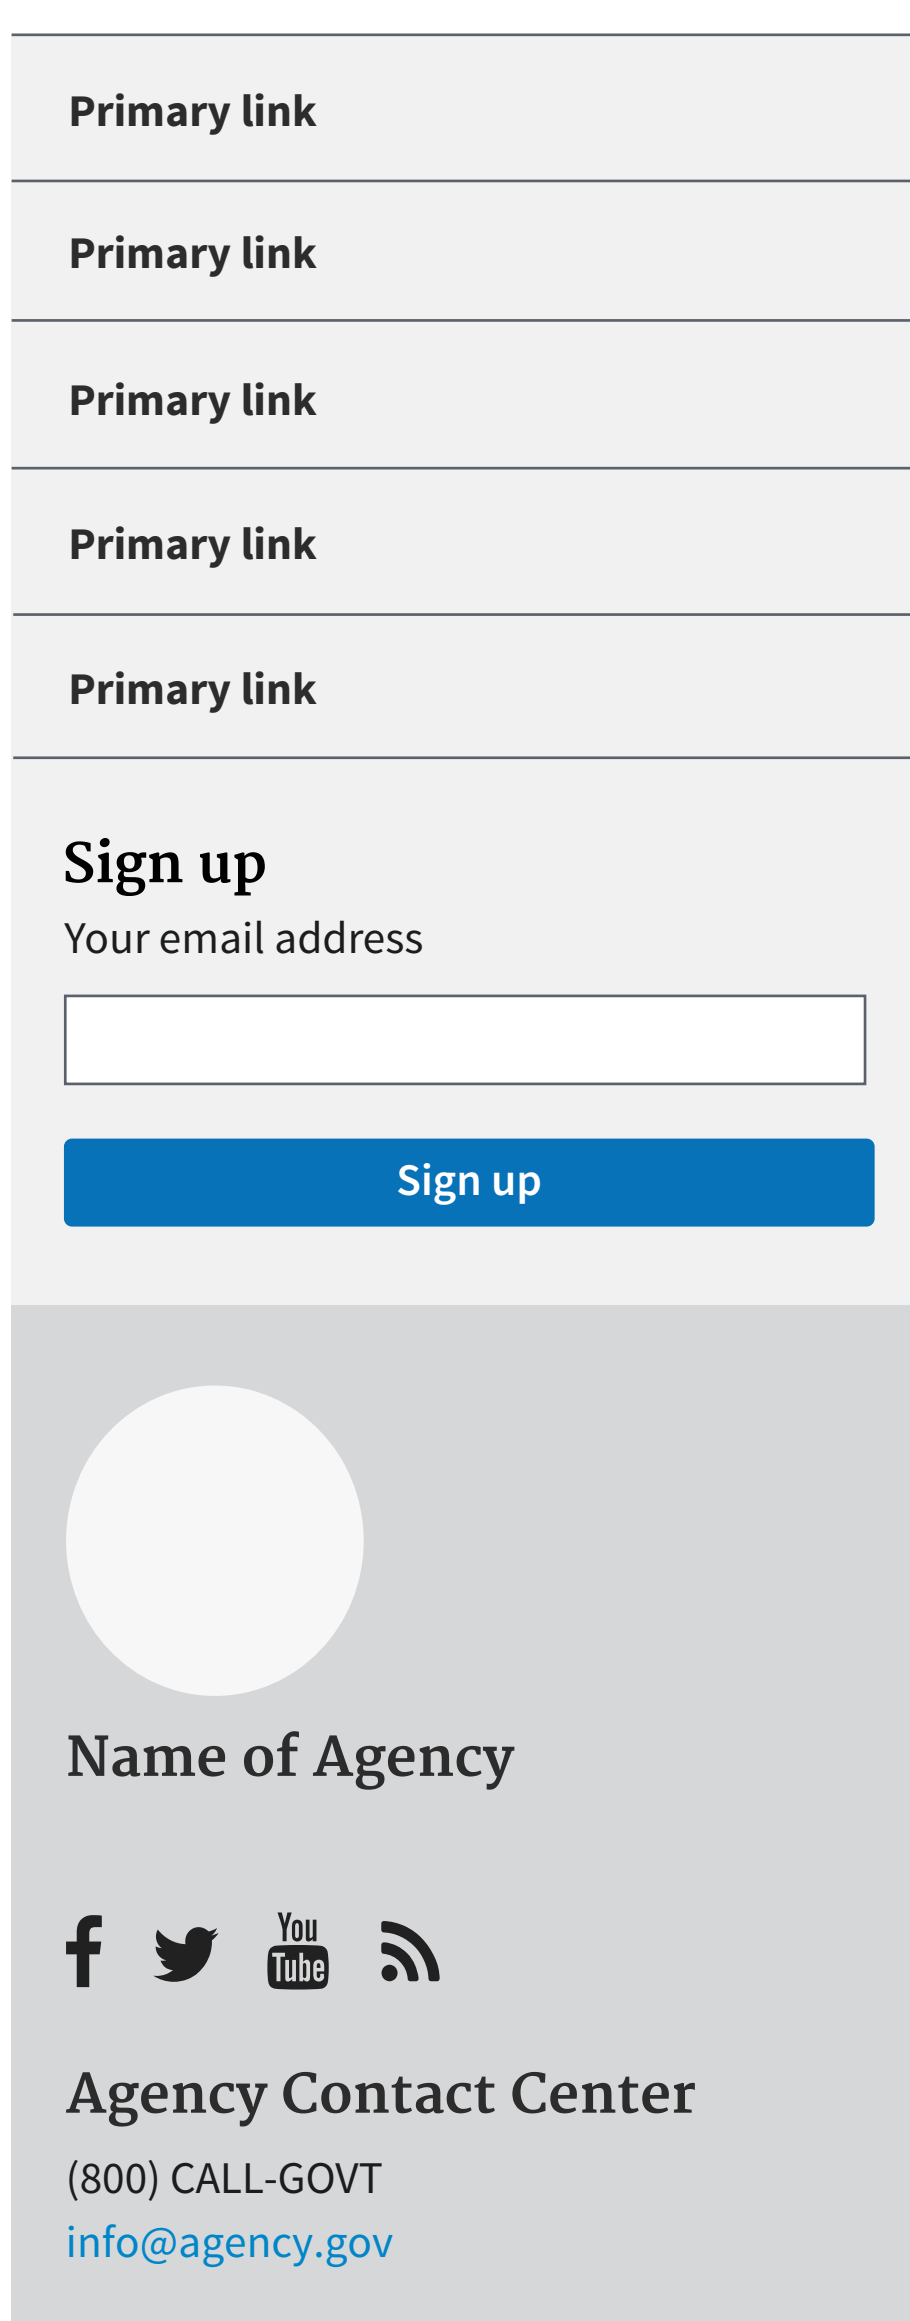 Primary link
Primary link
Primary link
Primary link
Primary link
Sign up
Your email address
Sign up
Name of Agency
You
Tube
Agency Contact Center
(800) CALL-GOVT
info@agency.gov